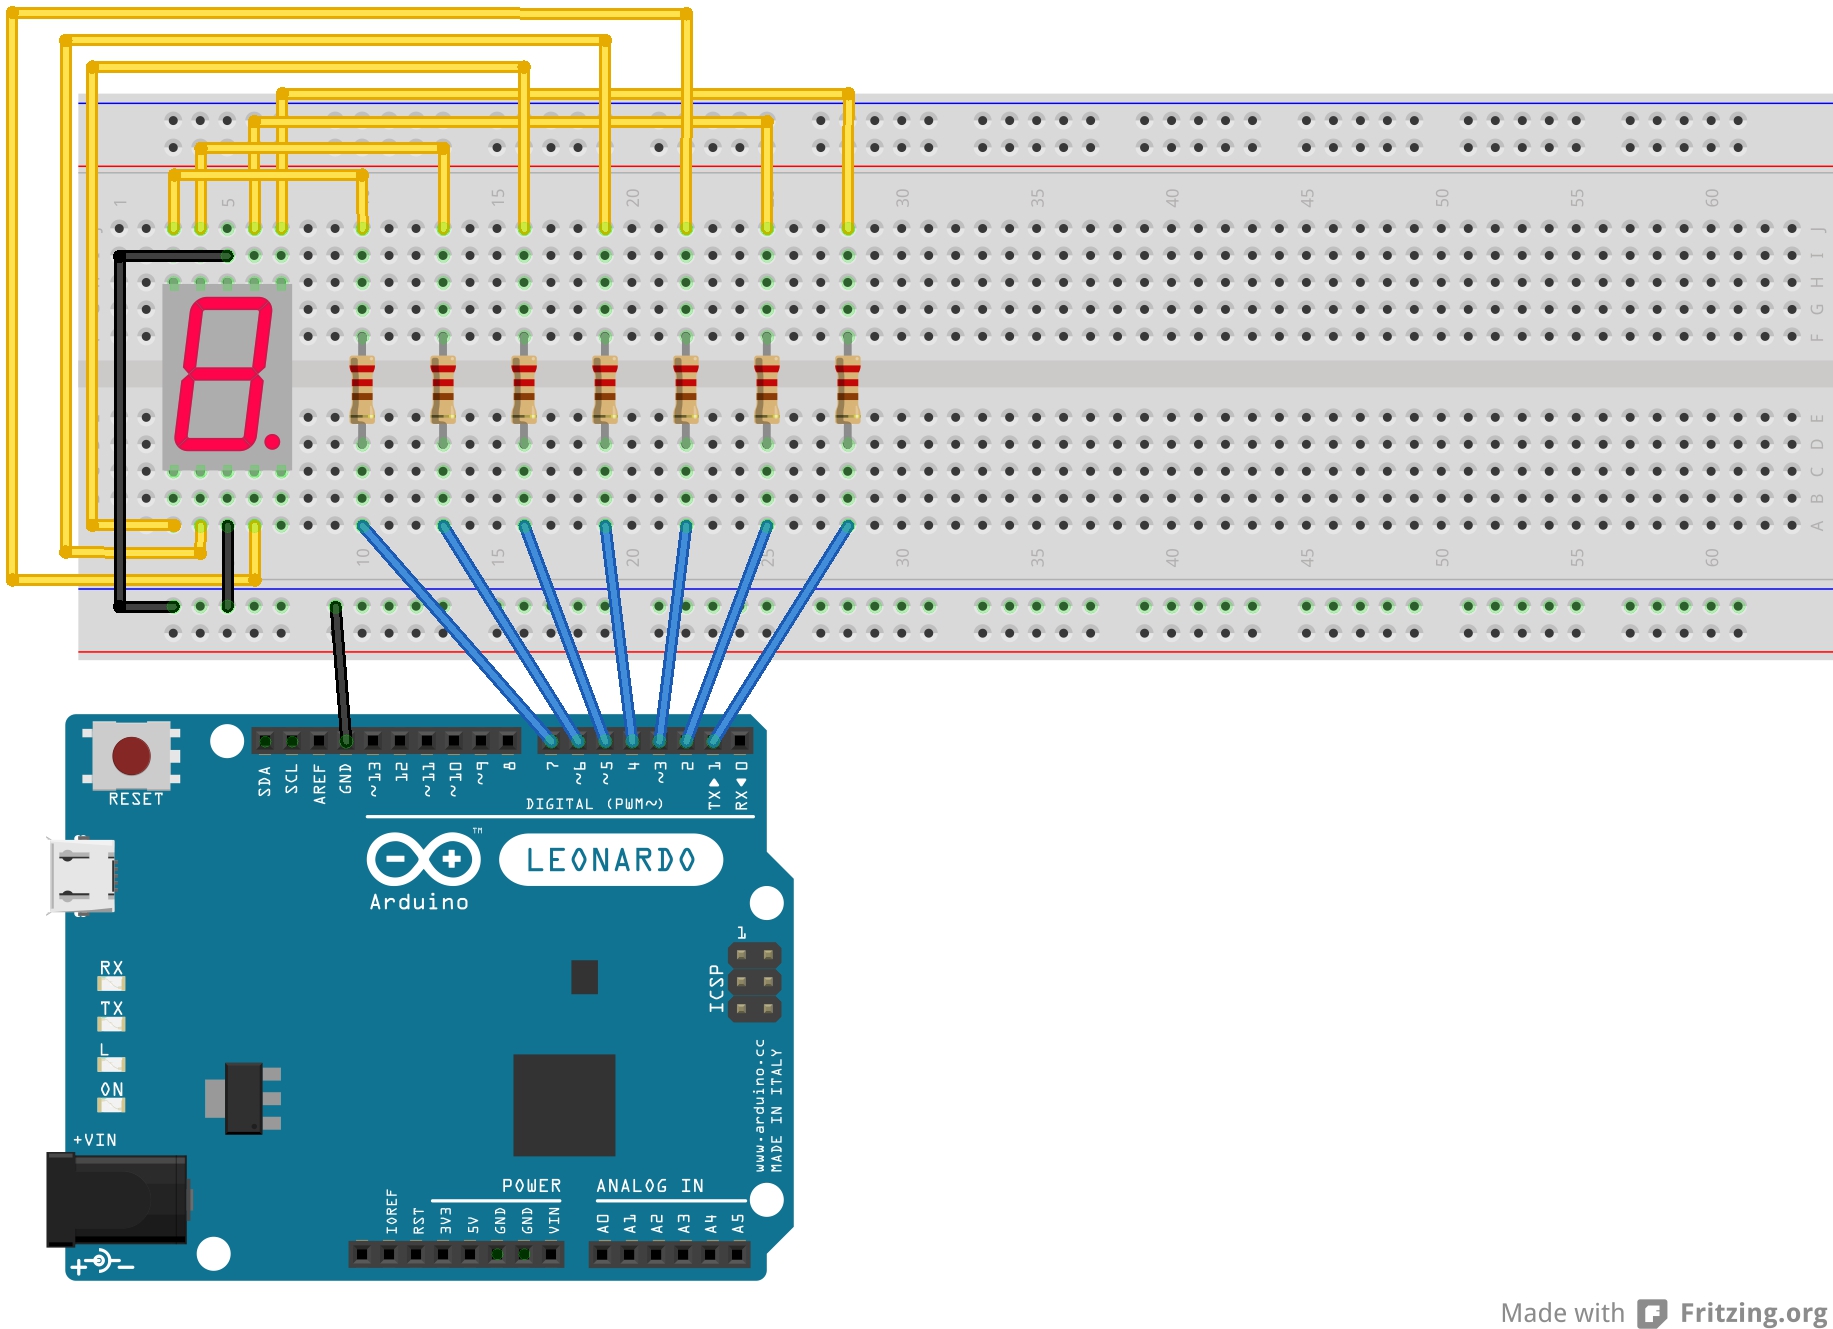 1 5 15 20 30 35 40 45 50 55 60
J
I
H
G
F
E
D
C
B
A
10 15 20 25 30 35 40 45 50 55 60
RESET
SDA SCL AREF GND ~13 12 ~11 ~10 ~9 8 7 ~6 ~5 4 ~3 2 TX▶1 RX◀0
DIGITAL (PWM~)
TM
LEONARDO
Arduino
1
ICSP
RX
TX
L
ON
+VIN
www.arduino.cc
MADE IN ITALY
POWER
ANALOG IN
IOREF RST 3V3 5V GND GND VIN A0 A1 A2 A3 A4 A5
Made with Fritzing.org